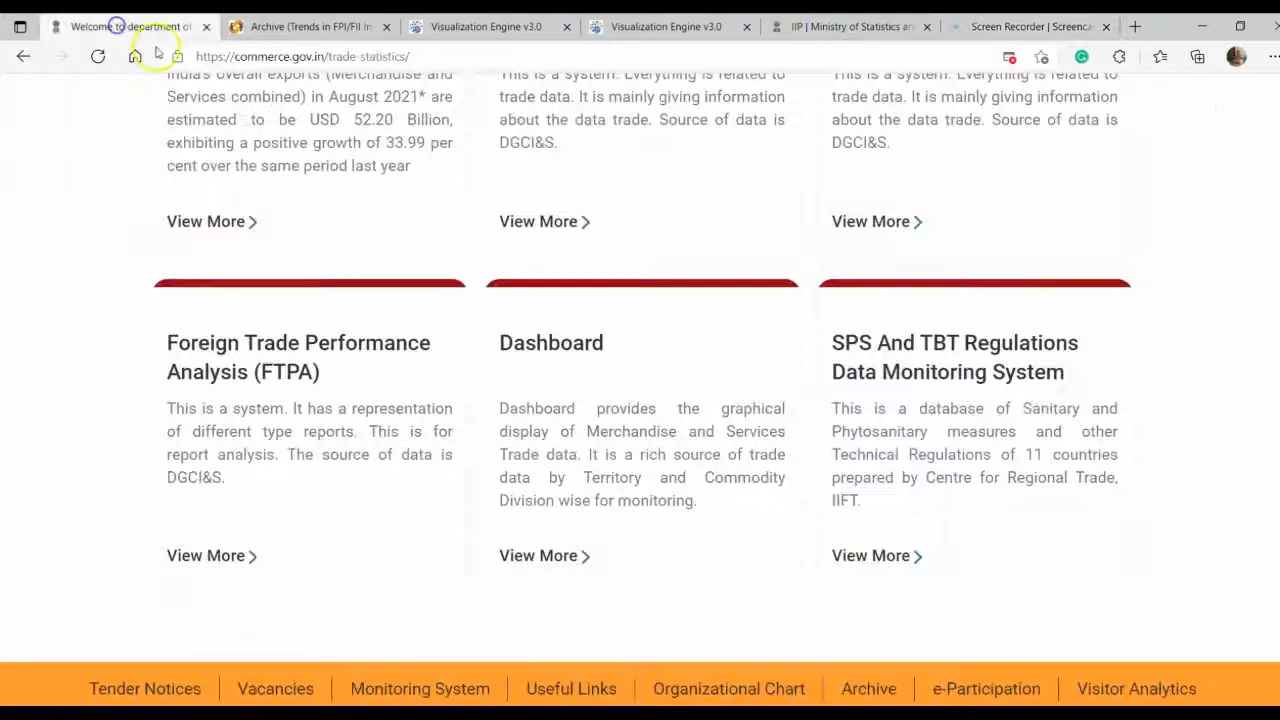 Welcome to department of
Archive (Trends in FPI/FII In
Visualization Engine v3.0
Visualization Engine v3.0
IIP | Ministry of Statistics an
Screen Recorder | Screenca
https://commerce.gov.in/trade-statistics/
India's overall exports (Merchandise and
Services combined) in August 2021* are
estimated to be USD 52.20 Billion,
exhibiting a positive growth of 33.99 per
cent over the same period last year
View More
This is a system. Everything is related to
trade data. It is mainly giving information
about the data trade. Source of data is
DGCI&S.
View More
This is a system. Everything is related to
trade data. It is mainly giving information
about the data trade. Source of data is
DGCI&S.
View More
Foreign Trade Performance
Analysis (FTPA)
This is a system. It has a representation
of different type reports. This is for
report analysis. The source of data is
DGCI&S.
View More
Dashboard
Dashboard provides the graphical
display of Merchandise and Services
Trade data. It is a rich source of trade
data by Territory and Commodity
Division wise for monitoring.
View More
SPS And TBT Regulations
Data Monitoring System
This is a database of Sanitary and
Phytosanitary measures and other
Technical Regulations of 11 countries
prepared by Centre for Regional Trade,
IIFT.
View More
Tender Notices
Vacancies
Monitoring System
Useful Links
Organizational Chart
Archive
e-Participation
Visitor Analytics